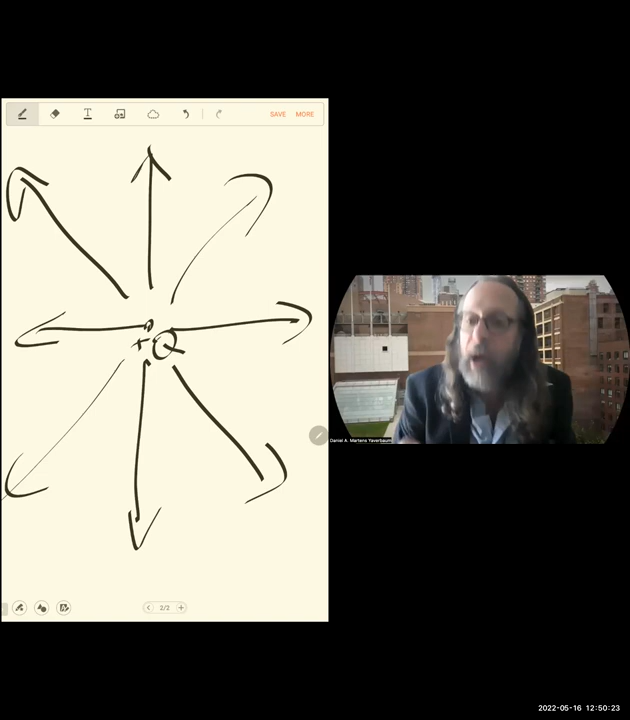 T
SAVE MORE
+Q
2/2
Daniel A. Martens Yaverbaum
2022-05-16 12:50:23